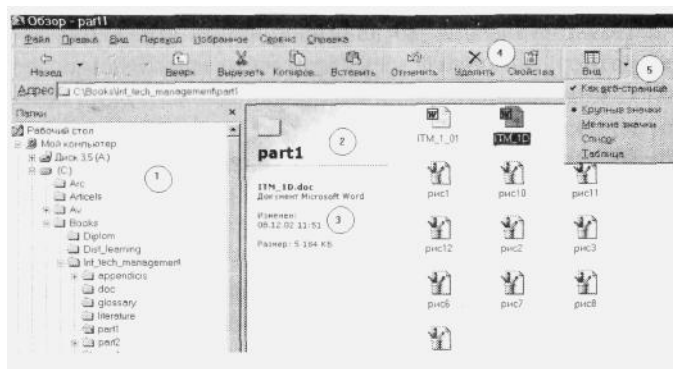 Обзор - part1
Файл Правка Вид Переход Избранное Сервис Справка
Назад Вверх Вырезать Копиров... Вставить Отменить Удалить Свойства Вид
4
5
Адрес C:\Books\Int_tech_management\part1
Как веб-страница
Крупные значки
Мелкие значки
Список
Таблица
Папки
Рабочий стол
Мой компьютер
Диск 3,5 (A:)
(C:)
Arc
Articels
Av
Books
Diplom
Dist_learning
Int_tech_management
appendicis
doc
glossary
literature
part1
part2
1
part1
2
ITM_1D.doc
Документ Microsoft Word
Изменен:
08.12.02 11:51
3
Размер: 5 184 КБ
ITM_1_01 ITM_1D
рис1 рис10 рис11
рис12 рис2 рис3
рис6 рис7 рис8